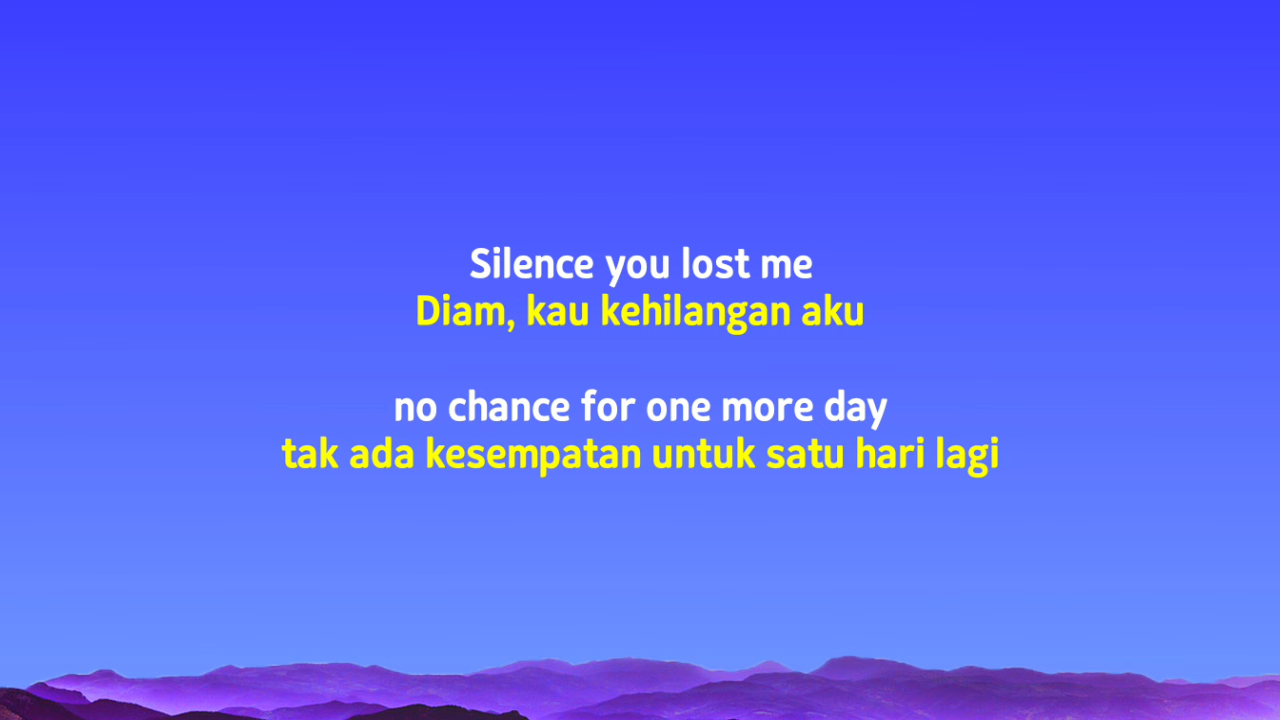 Silence you lost me
Diam, kau kehilangan aku
no chance for one more day
tak ada kesempatan untuk satu hari lagi